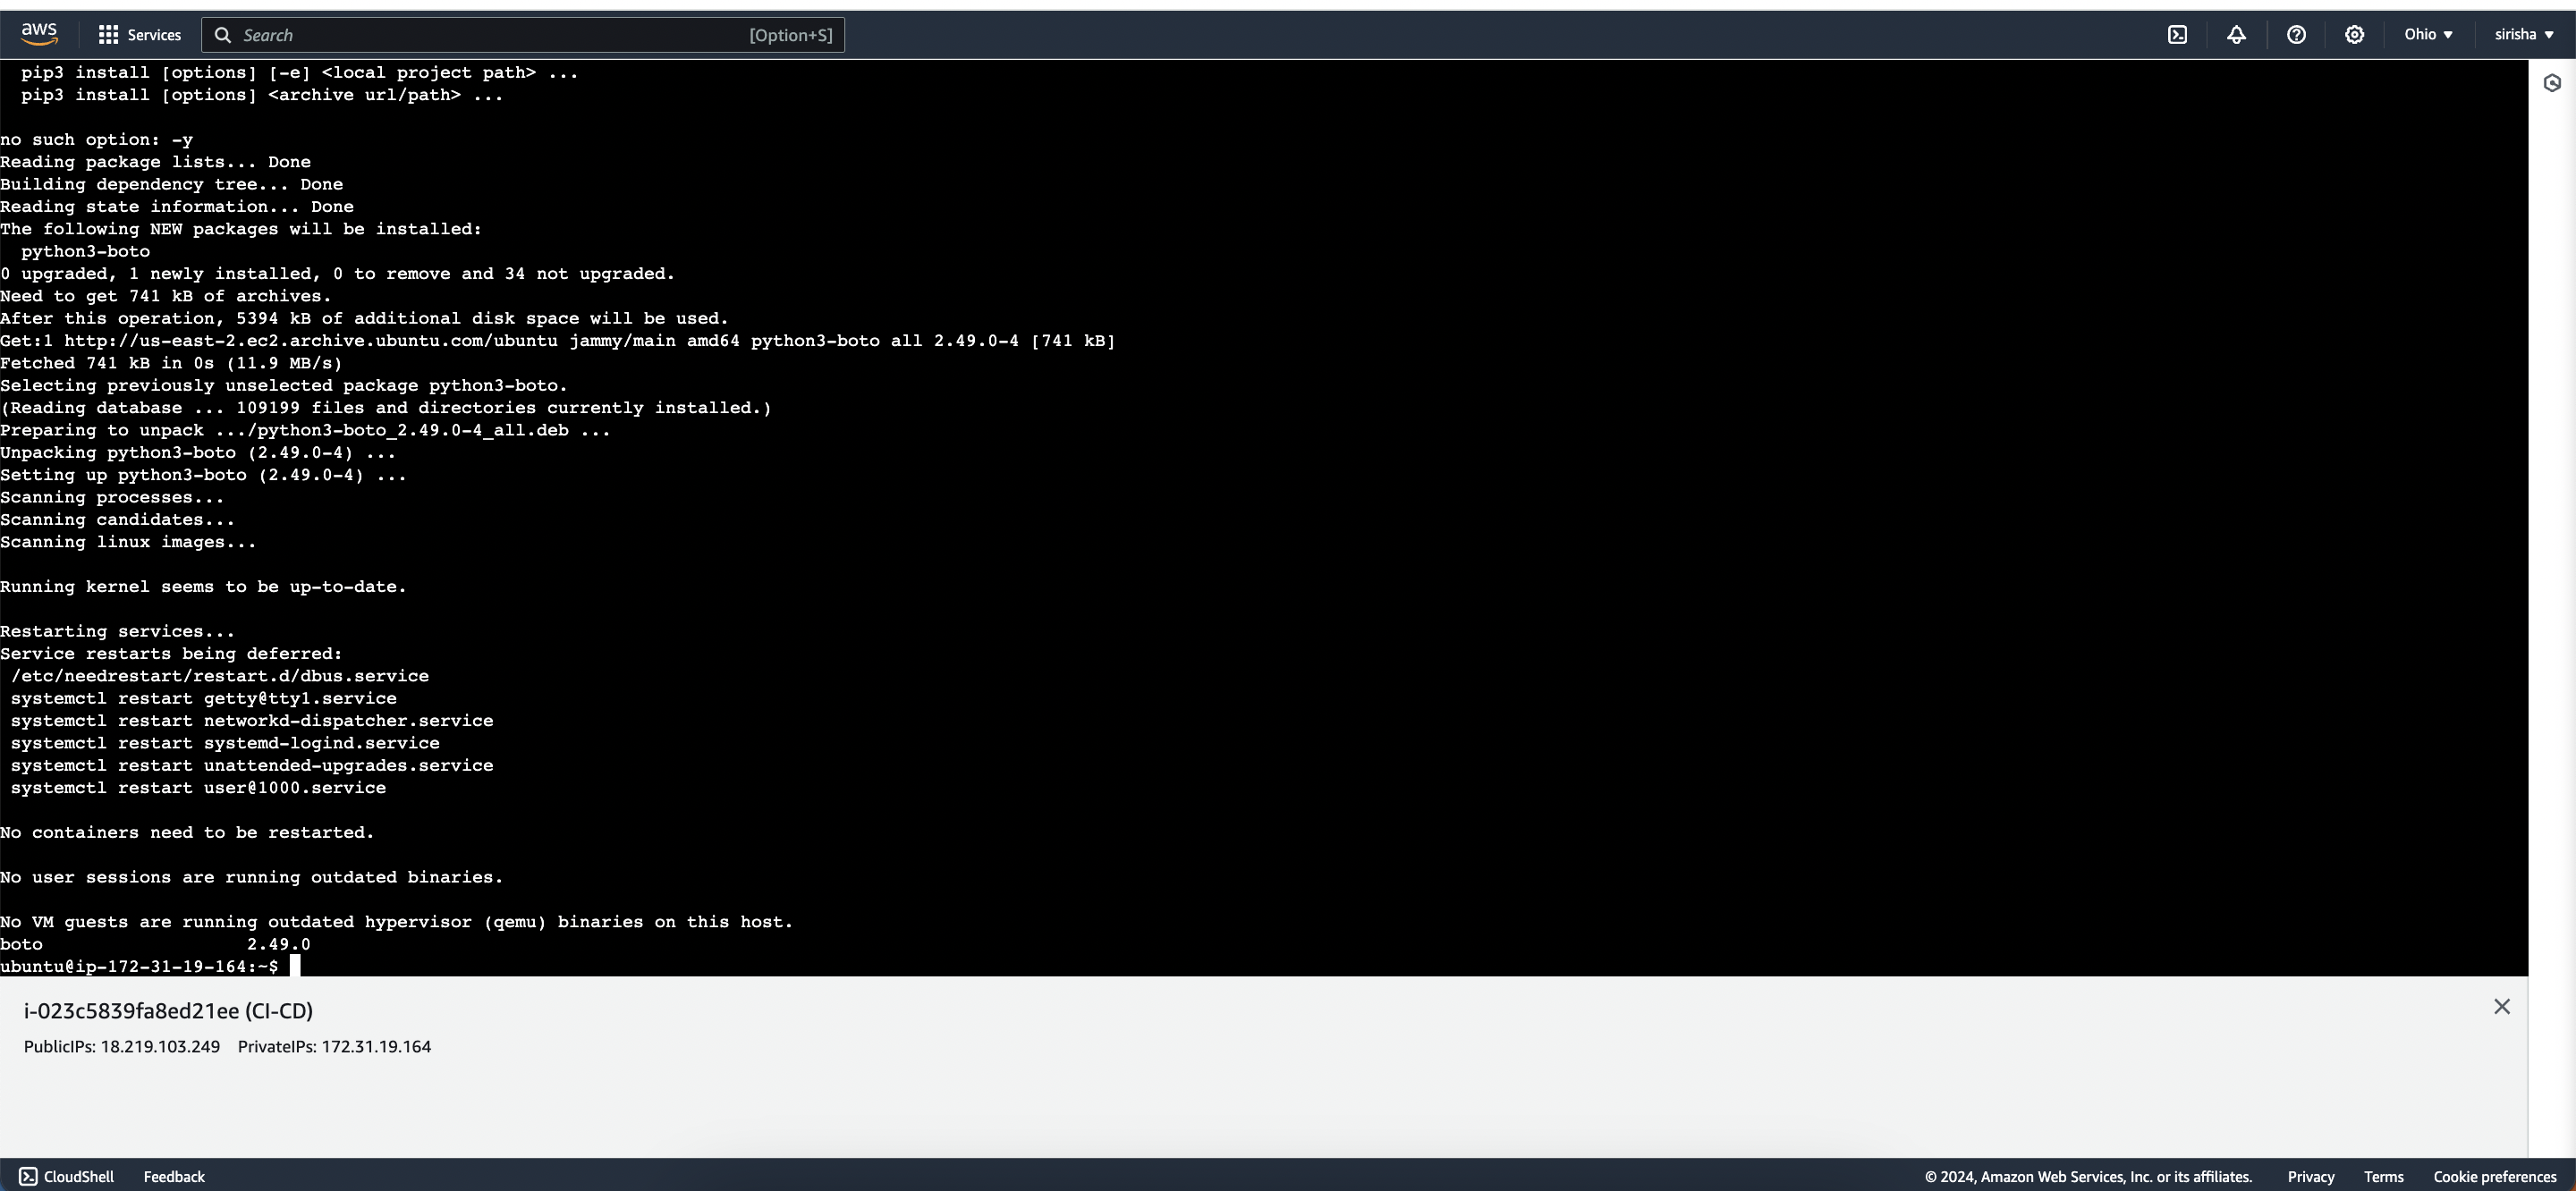 aws
Services
Search [Option+S]
Ohio ▼
sirisha ▼
pip3 install [options] [-e] <local project path> ...
pip3 install [options] <archive url/path> ...
no such option: -y
Reading package lists... Done
Building dependency tree... Done
Reading state information... Done
The following NEW packages will be installed:
python3-boto
0 upgraded, 1 newly installed, 0 to remove and 34 not upgraded.
Need to get 741 kB of archives.
After this operation, 5394 kB of additional disk space will be used.
Get:1 http://us-east-2.ec2.archive.ubuntu.com/ubuntu jammy/main amd64 python3-boto all 2.49.0-4 [741 kB]
Fetched 741 kB in 0s (11.9 MB/s)
Selecting previously unselected package python3-boto.
(Reading database ... 109199 files and directories currently installed.)
Preparing to unpack .../python3-boto_2.49.0-4_all.deb ...
Unpacking python3-boto (2.49.0-4) ...
Setting up python3-boto (2.49.0-4) ...
Scanning processes...
Scanning candidates...
Scanning linux images...
Running kernel seems to be up-to-date.
Restarting services...
Service restarts being deferred:
/etc/needrestart/restart.d/dbus.service
systemctl restart getty@tty1.service
systemctl restart networkd-dispatcher.service
systemctl restart systemd-logind.service
systemctl restart unattended-upgrades.service
systemctl restart user@1000.service
No containers need to be restarted.
No user sessions are running outdated binaries.
No VM guests are running outdated hypervisor (qemu) binaries on this host.
boto 2.49.0
ubuntu@ip-172-31-19-164:~$
i-023c5839fa8ed21ee (CI-CD)
PublicIPs: 18.219.103.249 PrivateIPs: 172.31.19.164
CloudShell Feedback © 2024, Amazon Web Services, Inc. or its affiliates. Privacy Terms Cookie preferences